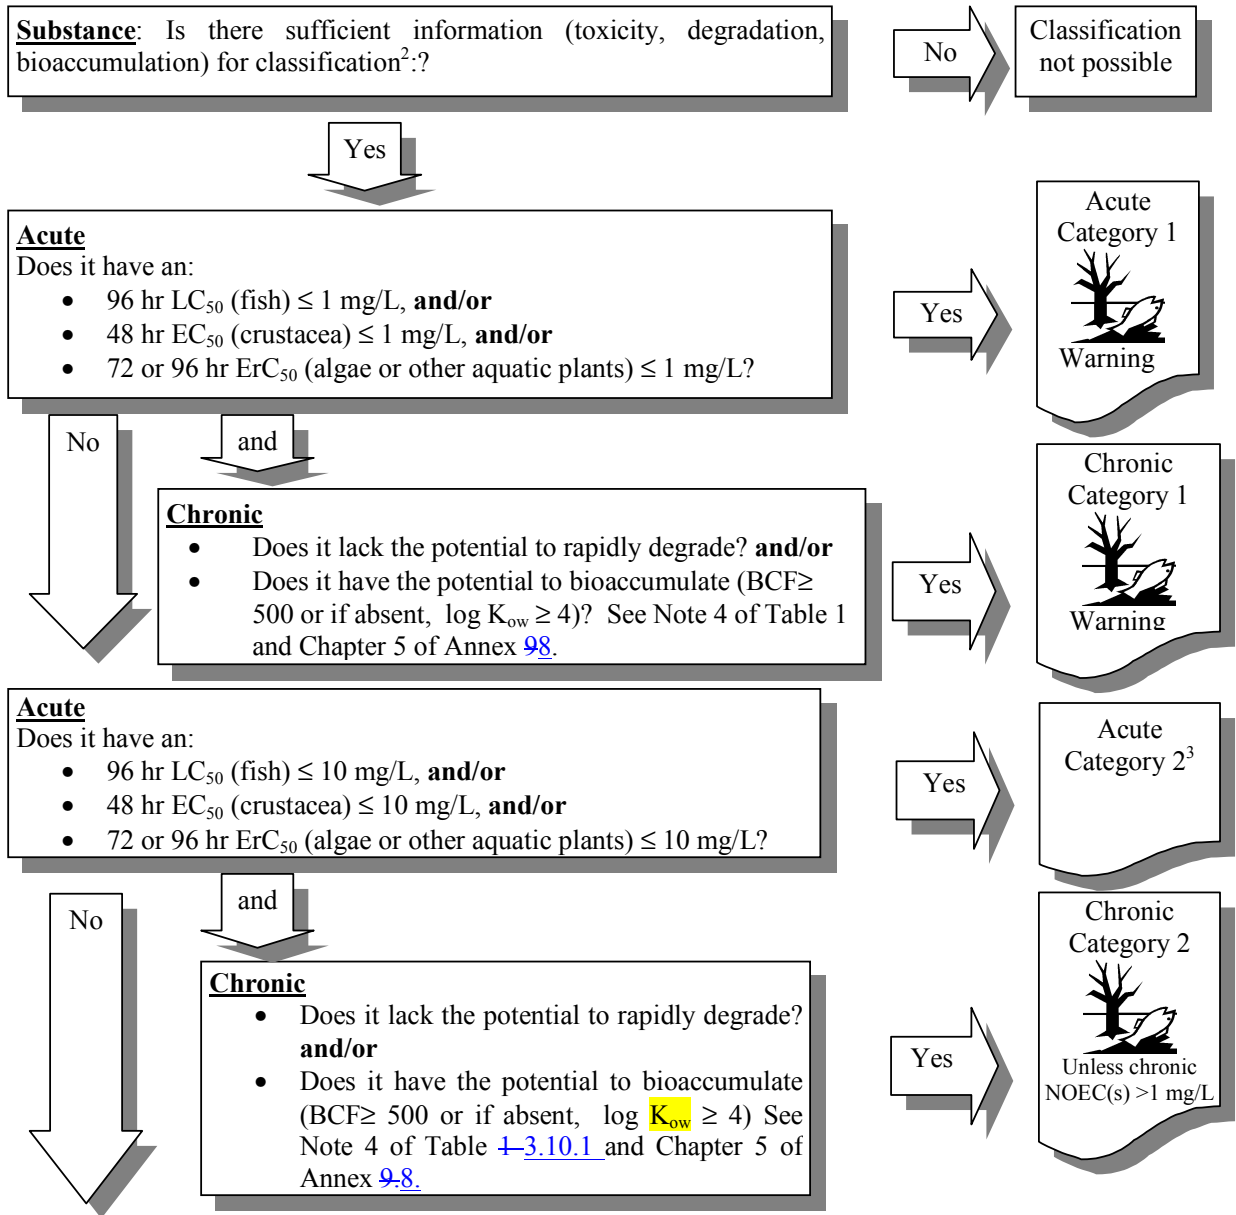 Substance: Is there sufficient information (toxicity, degradation,
bioaccumulation) for classification²:?
No
Classification
not possible
Yes
Acute
Does it have an:
• 96 hr LC₅₀ (fish) ≤ 1 mg/L, and/or
• 48 hr EC₅₀ (crustacea) ≤ 1 mg/L, and/or
• 72 or 96 hr ErC₅₀ (algae or other aquatic plants) ≤ 1 mg/L?
Yes
Acute
Category 1
Warning
No
and
Chronic
• Does it lack the potential to rapidly degrade? and/or
• Does it have the potential to bioaccumulate (BCF≥
500 or if absent, log Kₒw ≥ 4)? See Note 4 of Table 1
and Chapter 5 of Annex 98.
Yes
Chronic
Category 1
Warning
Acute
Does it have an:
• 96 hr LC₅₀ (fish) ≤ 10 mg/L, and/or
• 48 hr EC₅₀ (crustacea) ≤ 10 mg/L, and/or
• 72 or 96 hr ErC₅₀ (algae or other aquatic plants) ≤ 10 mg/L?
Yes
Acute
Category 2³
No
and
Chronic
• Does it lack the potential to rapidly degrade?
and/or
• Does it have the potential to bioaccumulate
(BCF≥ 500 or if absent, log Kₒw ≥ 4) See
Note 4 of Table 1 3.10.1 and Chapter 5 of
Annex 9.8.
Yes
Chronic
Category 2
Unless chronic
NOEC(s) >1 mg/L